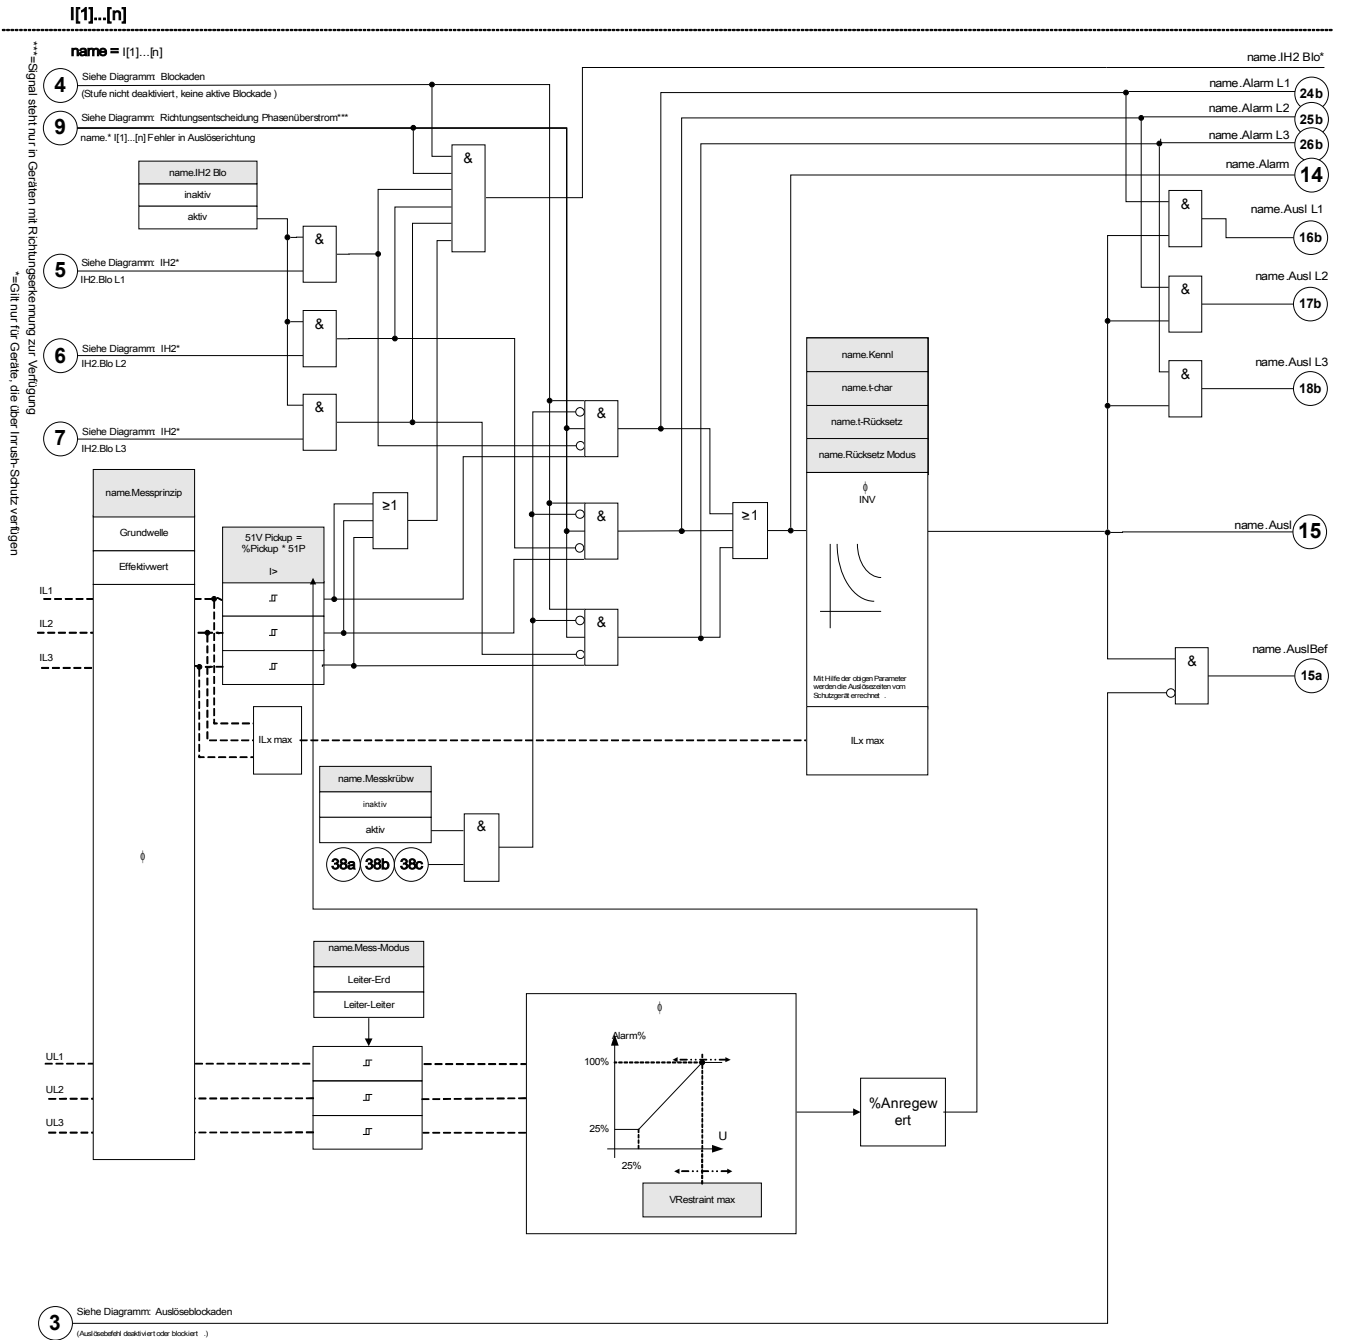 I[1]...[n]
name = I[1]...[n]
***=Signal steht nur in Geräten mit Richtungserkennung zur Verfügung
*=Gilt nur für Geräte, die über Inrush-Schutz verfügen
4
Siehe Diagramm: Blockaden
(Stufe nicht deaktiviert, keine aktive Blockade )
9
Siehe Diagramm: Richtungsentscheidung Phasenüberstrom***
name.* I[1]...[n] Fehler in Auslöserichtung
name.IH2 Blo
inaktiv
aktiv
&
&
5
Siehe Diagramm: IH2*
IH2.Blo L1
&
6
Siehe Diagramm: IH2*
IH2.Blo L2
&
7
Siehe Diagramm: IH2*
IH2.Blo L3
name.IH2 Blo*
name.Alarm L1
24b
name.Alarm L2
25b
name.Alarm L3
26b
name.Alarm
14
&
name.Ausl L1
16b
&
name.Ausl L2
17b
&
name.Ausl L3
18b
name.Messprinzip
Grundwelle
Effektivwert
ϕ
51V Pickup =
%Pickup * 51P
I>
≥1
&
&
&
≥1
name.Kennl
name.t-char
name.t-Rücksetz
name.Rücksetz Modus
ϕ
INV
Mit Hilfe der obigen Parameter
werden die Auslösezeiten vom
Schutzgerät errechnet .
ILx max
name.Ausl
15
&
name.AuslBef
15a
IL1
IL2
IL3
ILx max
name.Messkrübw
inaktiv
aktiv
&
38a
38b
38c
name.Mess-Modus
Leiter-Erd
Leiter-Leiter
UL1
UL2
UL3
ϕ
Alarm%
100%
25%
U
25%
VRestraint max
%Anregew
ert
3
Siehe Diagramm: Auslöseblockaden
(Auslösebefehl deaktiviert oder blockiert .)